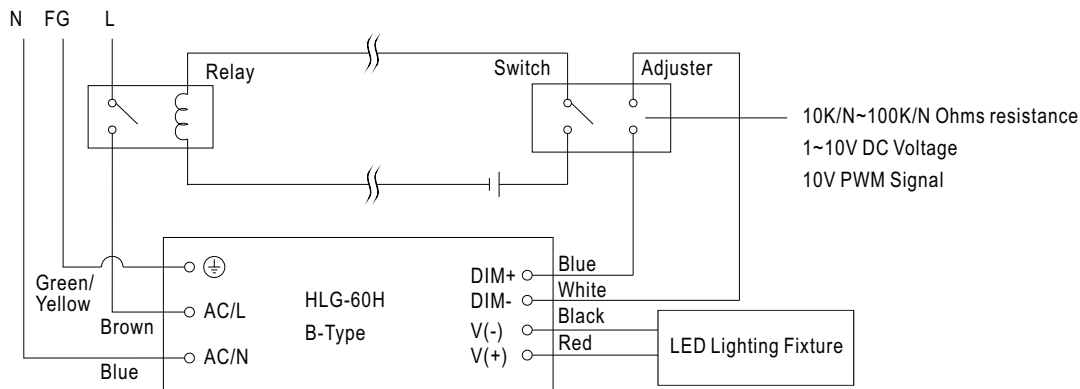 N FG L
Relay
Switch
Adjuster
10K/N~100K/N Ohms resistance
1~10V DC Voltage
10V PWM Signal
Green/
Yellow
Brown
Blue
AC/L
AC/N
HLG-60H
B-Type
DIM+
DIM-
V(-)
V(+)
Blue
White
Black
Red
LED Lighting Fixture